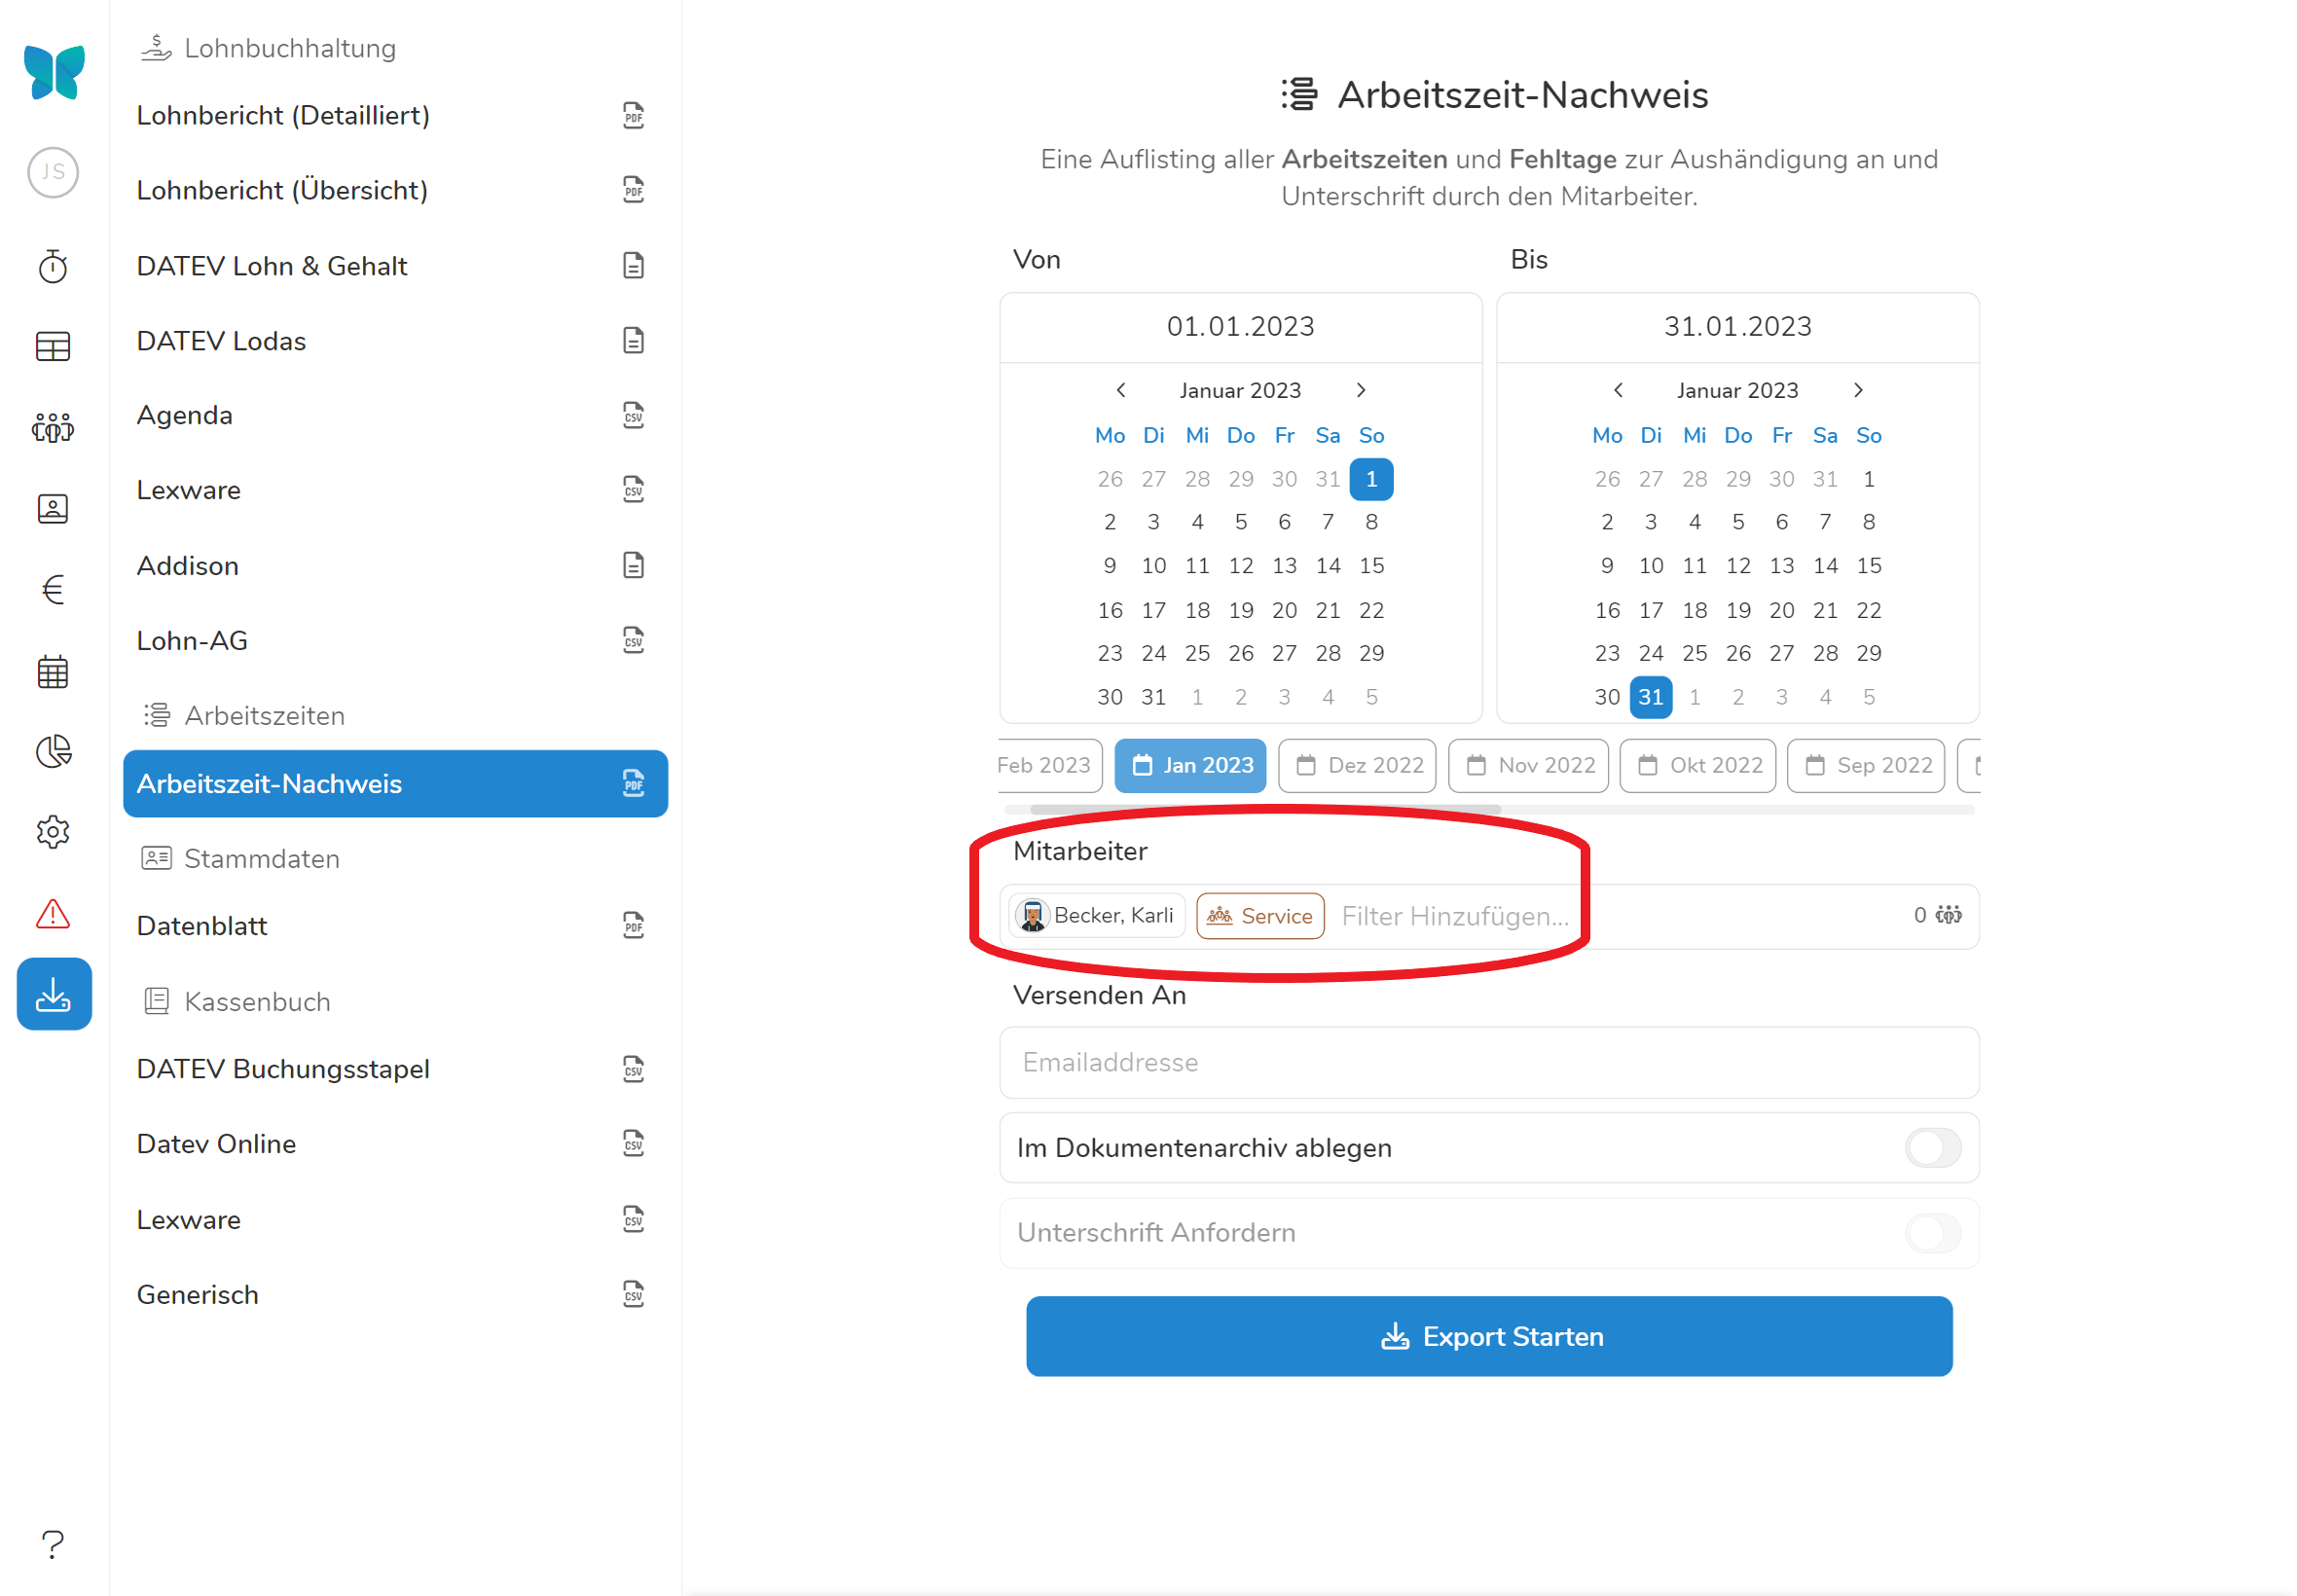 JS
Lohnbuchhaltung
Lohnbericht (Detailliert)
PDF
Lohnbericht (Übersicht)
PDF
DATEV Lohn & Gehalt
DATEV Lodas
Agenda
CSV
Lexware
CSV
Addison
Lohn-AG
CSV
Arbeitszeiten
Arbeitszeit-Nachweis
PDF
Stammdaten
Datenblatt
PDF
Kassenbuch
DATEV Buchungsstapel
CSV
Datev Online
CSV
Lexware
CSV
Generisch
CSV
?
Arbeitszeit-Nachweis
Eine Auflisting aller Arbeitszeiten und Fehltage zur Aushändigung an und
Unterschrift durch den Mitarbeiter.
Von
01.01.2023
Januar 2023
Mo Di Mi Do Fr Sa So
26 27 28 29 30 31 1
2 3 4 5 6 7 8
9 10 11 12 13 14 15
16 17 18 19 20 21 22
23 24 25 26 27 28 29
30 31 1 2 3 4 5
Bis
31.01.2023
Januar 2023
Mo Di Mi Do Fr Sa So
26 27 28 29 30 31 1
2 3 4 5 6 7 8
9 10 11 12 13 14 15
16 17 18 19 20 21 22
23 24 25 26 27 28 29
30 31 1 2 3 4 5
Feb 2023 Jan 2023 Dez 2022 Nov 2022 Okt 2022 Sep 2022
Mitarbeiter
Becker, Karli Service Filter Hinzufügen... 0
Versenden An
Emailaddresse
Im Dokumentenarchiv ablegen
Unterschrift Anfordern
Export Starten